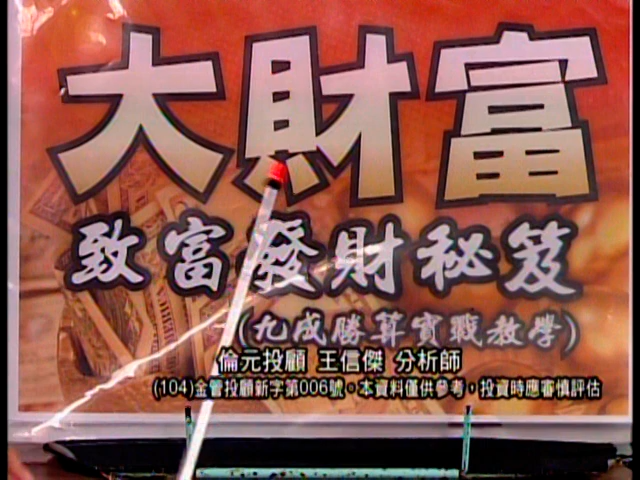 大財富
致富發財秘笈
(九成勝算實戰教學)
倫元投顧 王信傑 分析師
(104)金管投顧新字第006號。本資料僅供參考,投資時應審慎評估